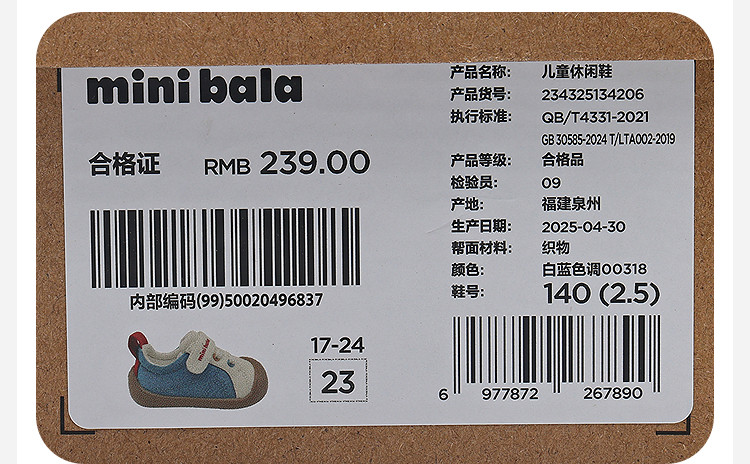 mini bala
合格证 RMB 239.00
内部编码(99)50020496837
mini bala
17-24
23
产品名称: 儿童休闲鞋
产品货号: 234325134206
执行标准: QB/T4331-2021
GB 30585-2024 T/LTA002-2019
产品等级: 合格品
检验员: 09
产地: 福建泉州
生产日期: 2025-04-30
帮面材料: 织物
颜色: 白蓝色调00318
鞋号: 140 (2.5)
6 977872 267890